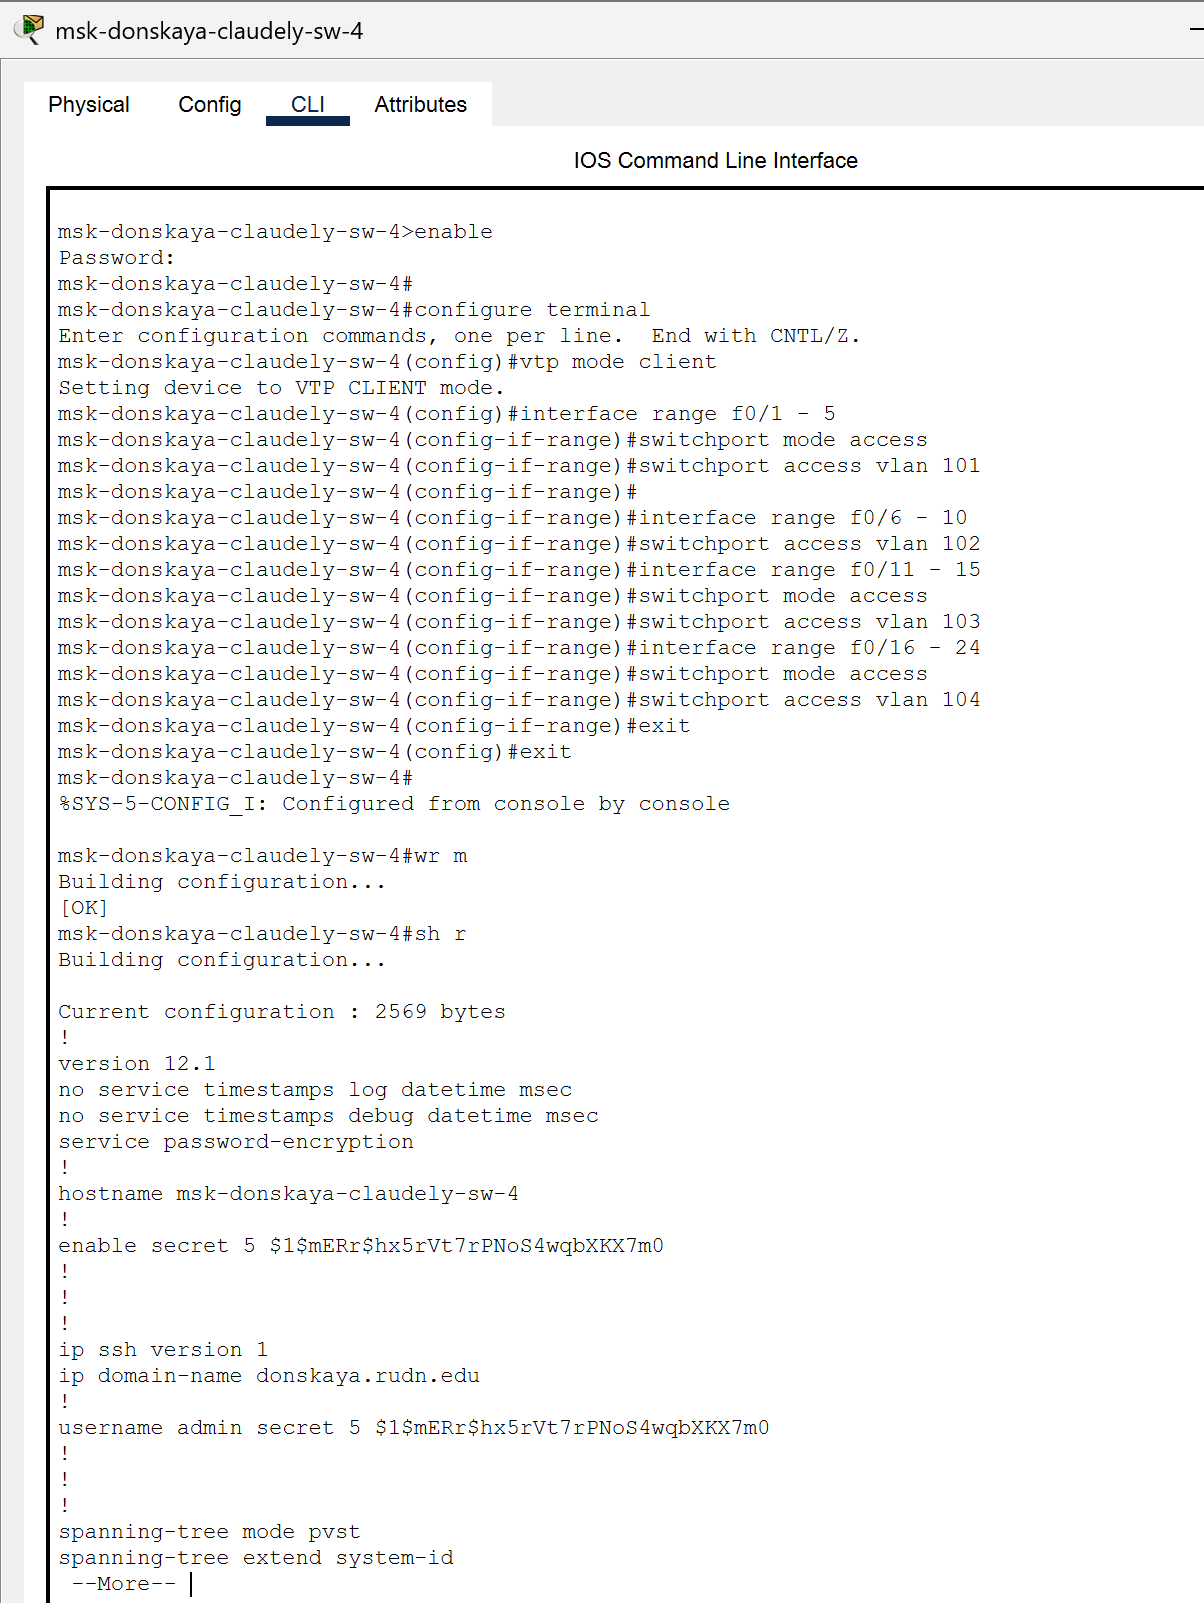 msk-donskaya-claudely-sw-4
Physical Config CLI Attributes
IOS Command Line Interface
msk-donskaya-claudely-sw-4>enable
Password:
msk-donskaya-claudely-sw-4#
msk-donskaya-claudely-sw-4#configure terminal
Enter configuration commands, one per line.  End with CNTL/Z.
msk-donskaya-claudely-sw-4(config)#vtp mode client
Setting device to VTP CLIENT mode.
msk-donskaya-claudely-sw-4(config)#interface range f0/1 - 5
msk-donskaya-claudely-sw-4(config-if-range)#switchport mode access
msk-donskaya-claudely-sw-4(config-if-range)#switchport access vlan 101
msk-donskaya-claudely-sw-4(config-if-range)#
msk-donskaya-claudely-sw-4(config-if-range)#interface range f0/6 - 10
msk-donskaya-claudely-sw-4(config-if-range)#switchport access vlan 102
msk-donskaya-claudely-sw-4(config-if-range)#interface range f0/11 - 15
msk-donskaya-claudely-sw-4(config-if-range)#switchport mode access
msk-donskaya-claudely-sw-4(config-if-range)#switchport access vlan 103
msk-donskaya-claudely-sw-4(config-if-range)#interface range f0/16 - 24
msk-donskaya-claudely-sw-4(config-if-range)#switchport mode access
msk-donskaya-claudely-sw-4(config-if-range)#switchport access vlan 104
msk-donskaya-claudely-sw-4(config-if-range)#exit
msk-donskaya-claudely-sw-4(config)#exit
msk-donskaya-claudely-sw-4#
%SYS-5-CONFIG_I: Configured from console by console
msk-donskaya-claudely-sw-4#wr m
Building configuration...
[OK]
msk-donskaya-claudely-sw-4#sh r
Building configuration...
Current configuration : 2569 bytes
!
version 12.1
no service timestamps log datetime msec
no service timestamps debug datetime msec
service password-encryption
!
hostname msk-donskaya-claudely-sw-4
!
enable secret 5 $1$mERr$hx5rVt7rPNoS4wqbXKX7m0
!
!
!
ip ssh version 1
ip domain-name donskaya.rudn.edu
!
username admin secret 5 $1$mERr$hx5rVt7rPNoS4wqbXKX7m0
!
!
!
spanning-tree mode pvst
spanning-tree extend system-id
--More--